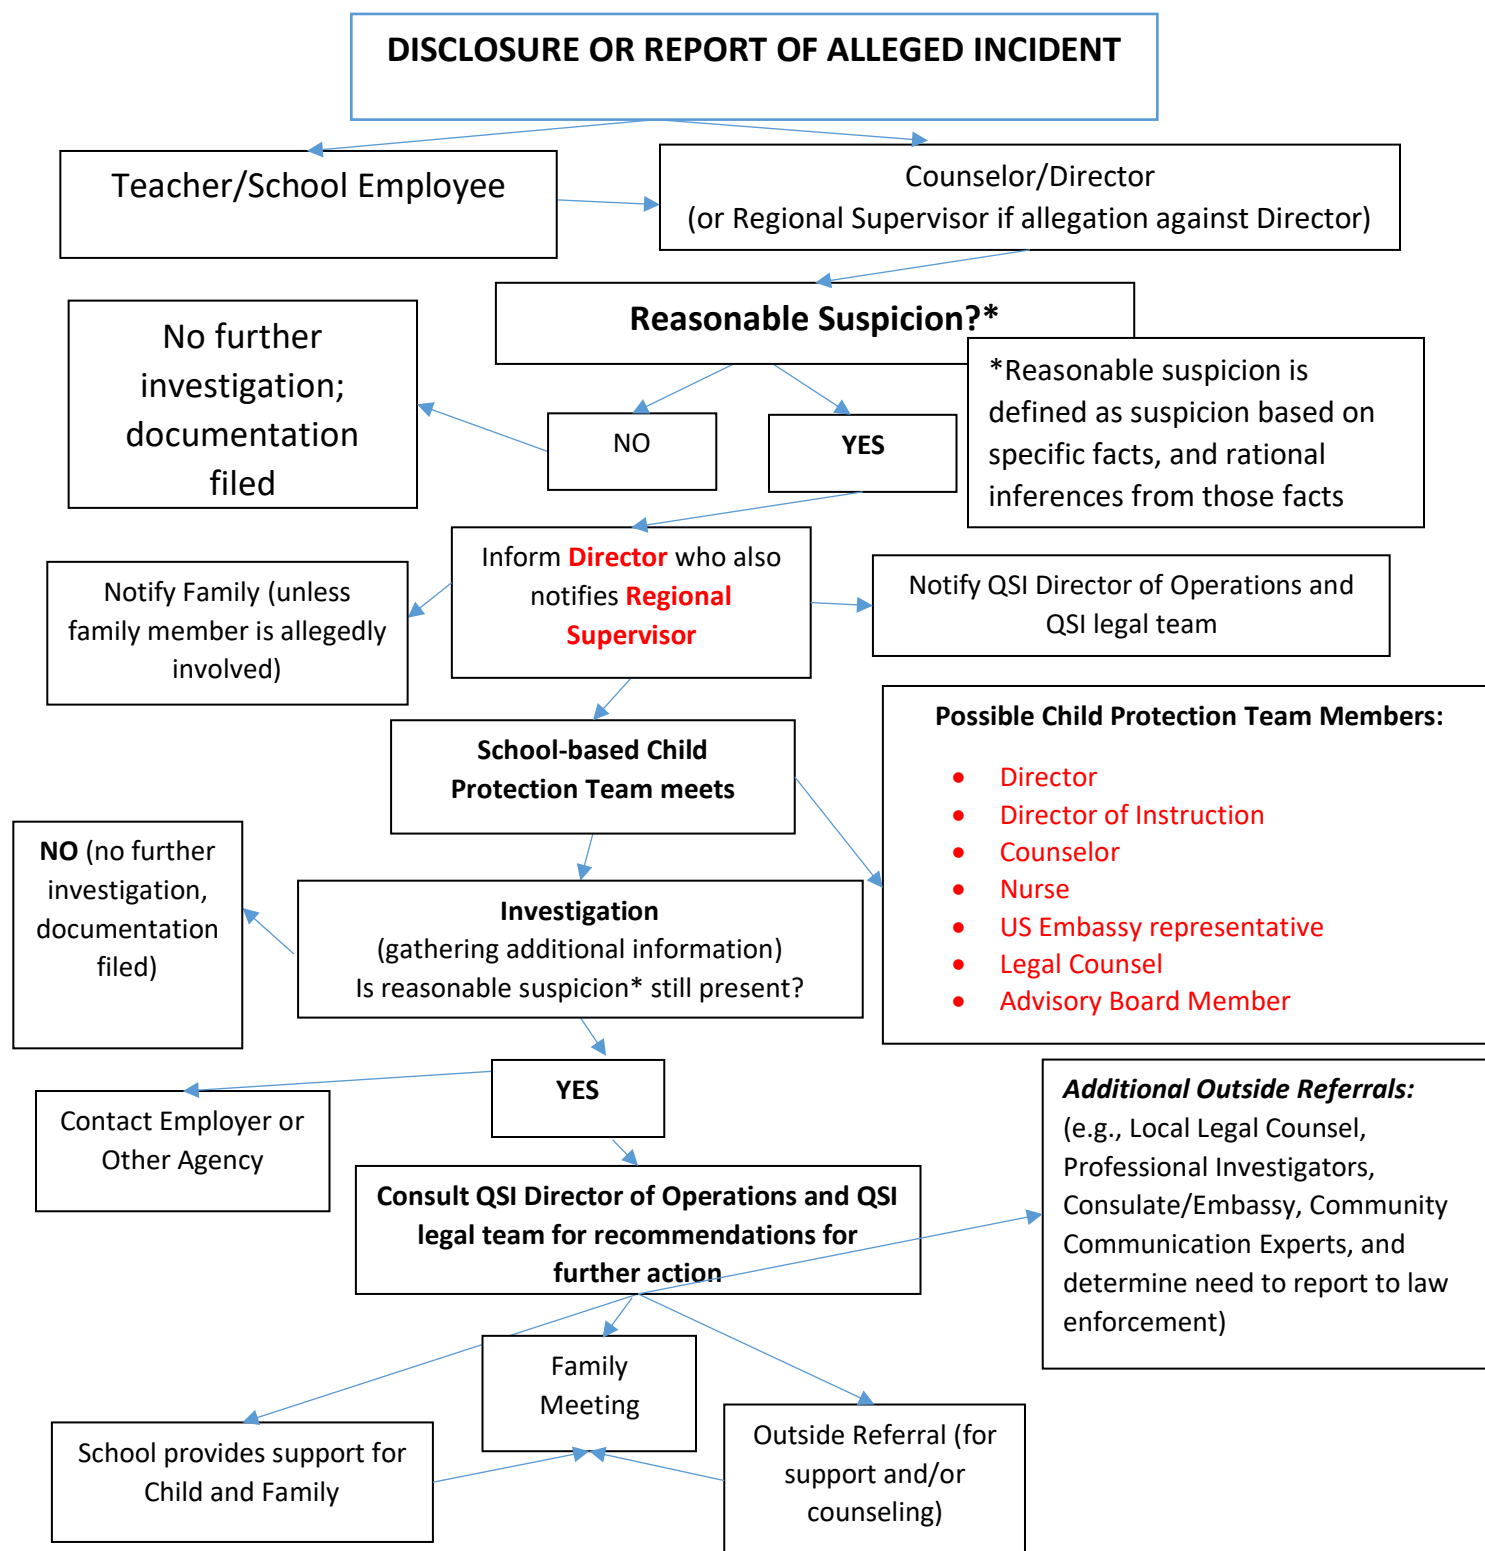 DISCLOSURE OR REPORT OF ALLEGED INCIDENT
Teacher/School Employee
Counselor/Director
(or Regional Supervisor if allegation against Director)
Reasonable Suspicion?*
No further
investigation;
documentation
filed
NO
YES
*Reasonable suspicion is
defined as suspicion based on
specific facts, and rational
inferences from those facts
Inform Director who also
notifies Regional
Supervisor
Notify Family (unless
family member is allegedly
involved)
Notify QSI Director of Operations and
QSI legal team
School-based Child
Protection Team meets
Possible Child Protection Team Members:
• Director
• Director of Instruction
• Counselor
• Nurse
• US Embassy representative
• Legal Counsel
• Advisory Board Member
NO (no further
investigation,
documentation
filed)
Investigation
(gathering additional information)
Is reasonable suspicion* still present?
YES
Contact Employer or
Other Agency
Additional Outside Referrals:
(e.g., Local Legal Counsel,
Professional Investigators,
Consulate/Embassy, Community
Communication Experts, and
determine need to report to law
enforcement)
Consult QSI Director of Operations and QSI
legal team for recommendations for
further action
Family
Meeting
School provides support for
Child and Family
Outside Referral (for
support and/or
counseling)